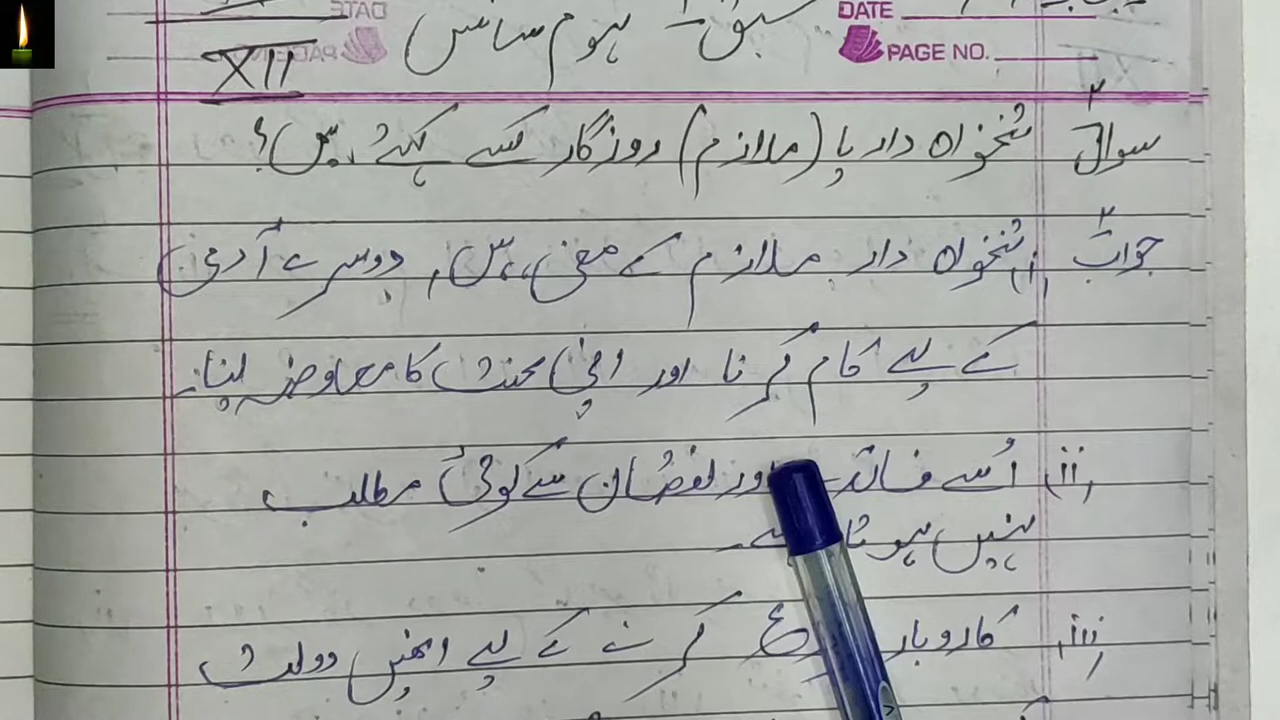 DATE
سبق ۱ ہوم سائنس
PAGE NO.
XII
سوال ۲ تنخواہ دار یا (ملازم) روزگار کسے کہتے ہیں؟
جواب ۲ (i) تنخواہ دار ملازم کے معنی ہیں، دوسرے آدمی
کے لیے کام کرنا اور اپنی محنت کا معاوضہ لینا۔
(ii) اُسے فائدے اور نقصان سے کوئی مطلب
نہیں ہوتا ہے۔
(iii) کاروبار کرنے کے لیے انھیں دولت